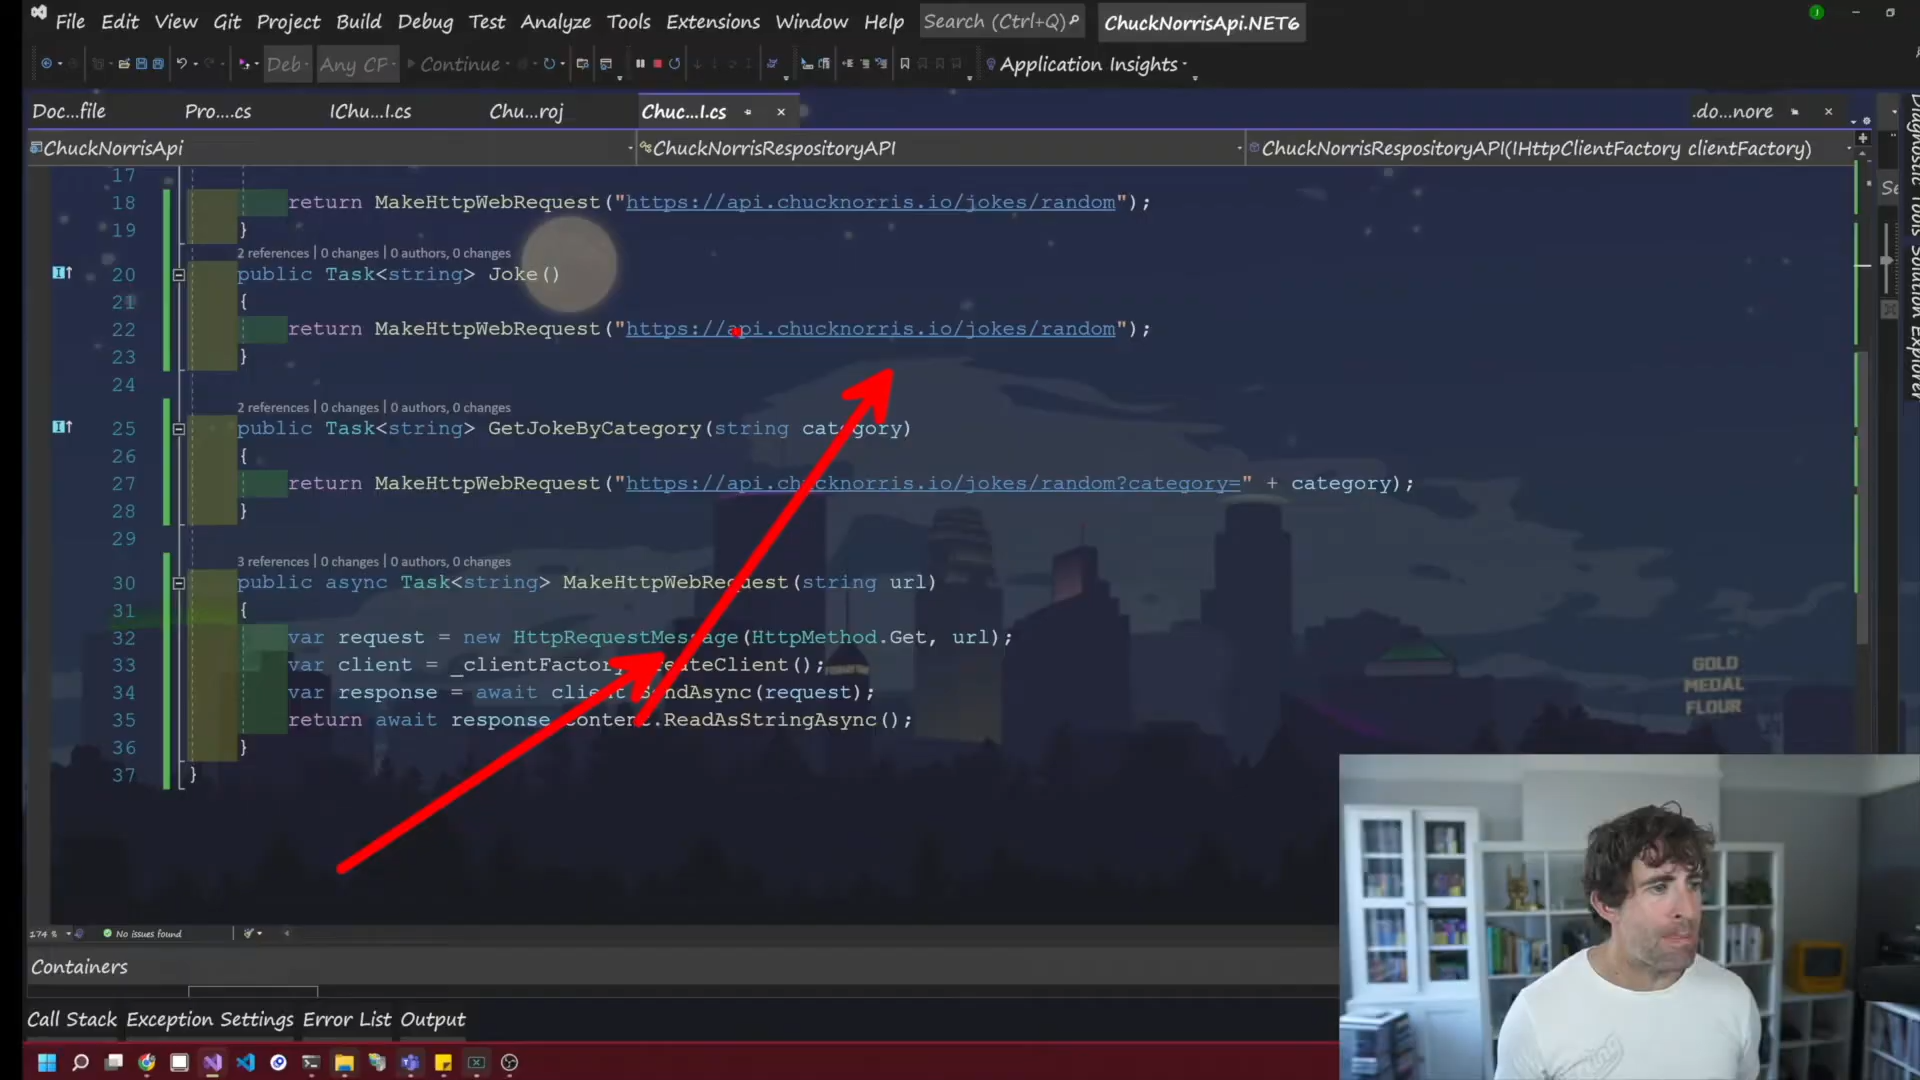 File Edit View Git Project Build Debug Test Analyze Tools Extensions Window Help Search (Ctrl+Q) ChuckNorrisApi.NET6
Deb Any CF Continue Application Insights
Doc...file Pro....cs IChu...I.cs Chu...roj Chuc...I.cs .do...nore
ChuckNorrisApi ChuckNorrisRespositoryAPI ChuckNorrisRespositoryAPI(IHttpClientFactory clientFactory)
17
18 return MakeHttpWebRequest("https://api.chucknorris.io/jokes/random");
19 }
2 references | 0 changes | 0 authors, 0 changes
20 public Task<string> Joke()
21 {
22 return MakeHttpWebRequest("https://api.chucknorris.io/jokes/random");
23 }
24
2 references | 0 changes | 0 authors, 0 changes
25 public Task<string> GetJokeByCategory(string category)
26 {
27 return MakeHttpWebRequest("https://api.chucknorris.io/jokes/random?category=" + category);
28 }
29
3 references | 0 changes | 0 authors, 0 changes
30 public async Task<string> MakeHttpWebRequest(string url)
31 {
32 var request = new HttpRequestMessage(HttpMethod.Get, url);
33 var client = _clientFactory.CreateClient();
34 var response = await client.SendAsync(request);
35 return await response.Content.ReadAsStringAsync();
36 }
37 }
GOLD
MEDAL
FLOUR
Diagnostic Tools Solution Explorer
Se
174 % No issues found
Containers
Call Stack Exception Settings Error List Output